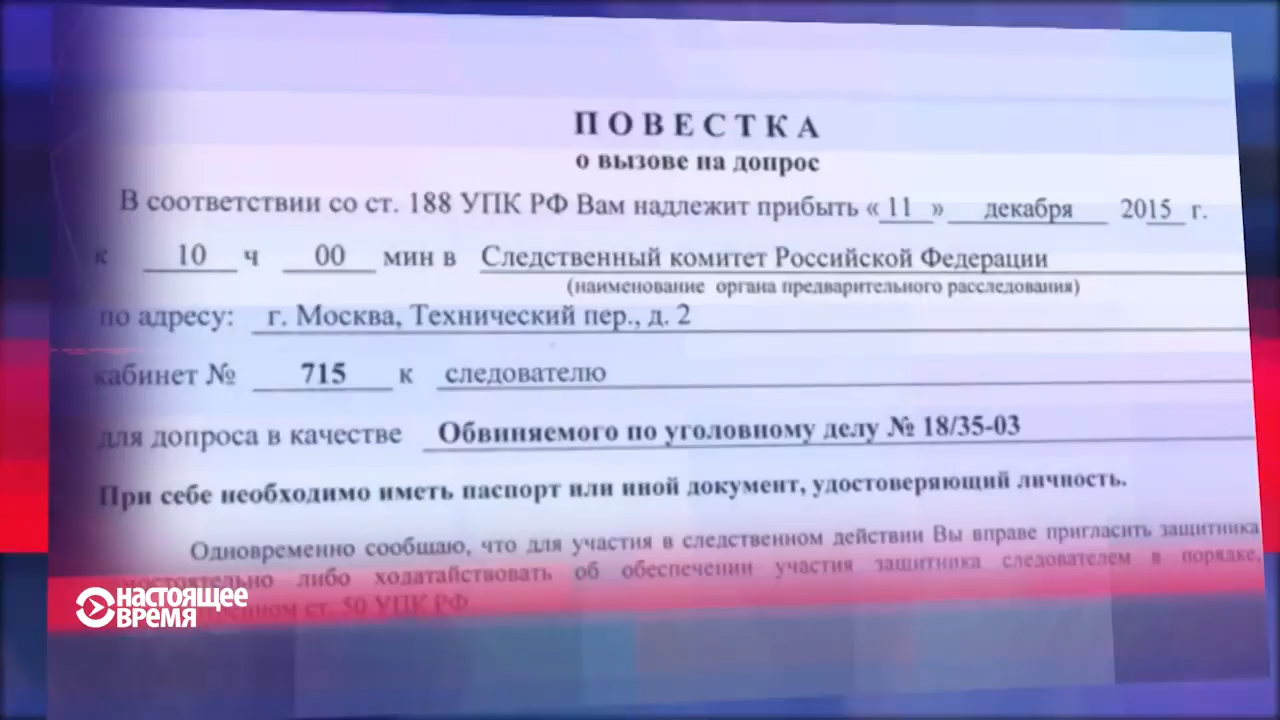 П О В Е С Т К А
о вызове на допрос
В соответствии со ст. 188 УПК РФ Вам надлежит прибыть « 11 » декабря 2015 г.
к 10 ч 00 мин в Следственный комитет Российской Федерации
(наименование органа предварительного расследования)
по адресу: г. Москва, Технический пер., д. 2
кабинет № 715 к следователю
для допроса в качестве Обвиняемого по уголовному делу № 18/35-03
При себе необходимо иметь паспорт или иной документ, удостоверяющий личность.
Одновременно сообщаю, что для участия в следственном действии Вы вправе пригласить защитника
либо ходатайствовать об обеспечении участия защитника следователем в порядке,
ст. 50 УПК РФ
НАСТОЯЩЕЕ
ВРЕМЯ